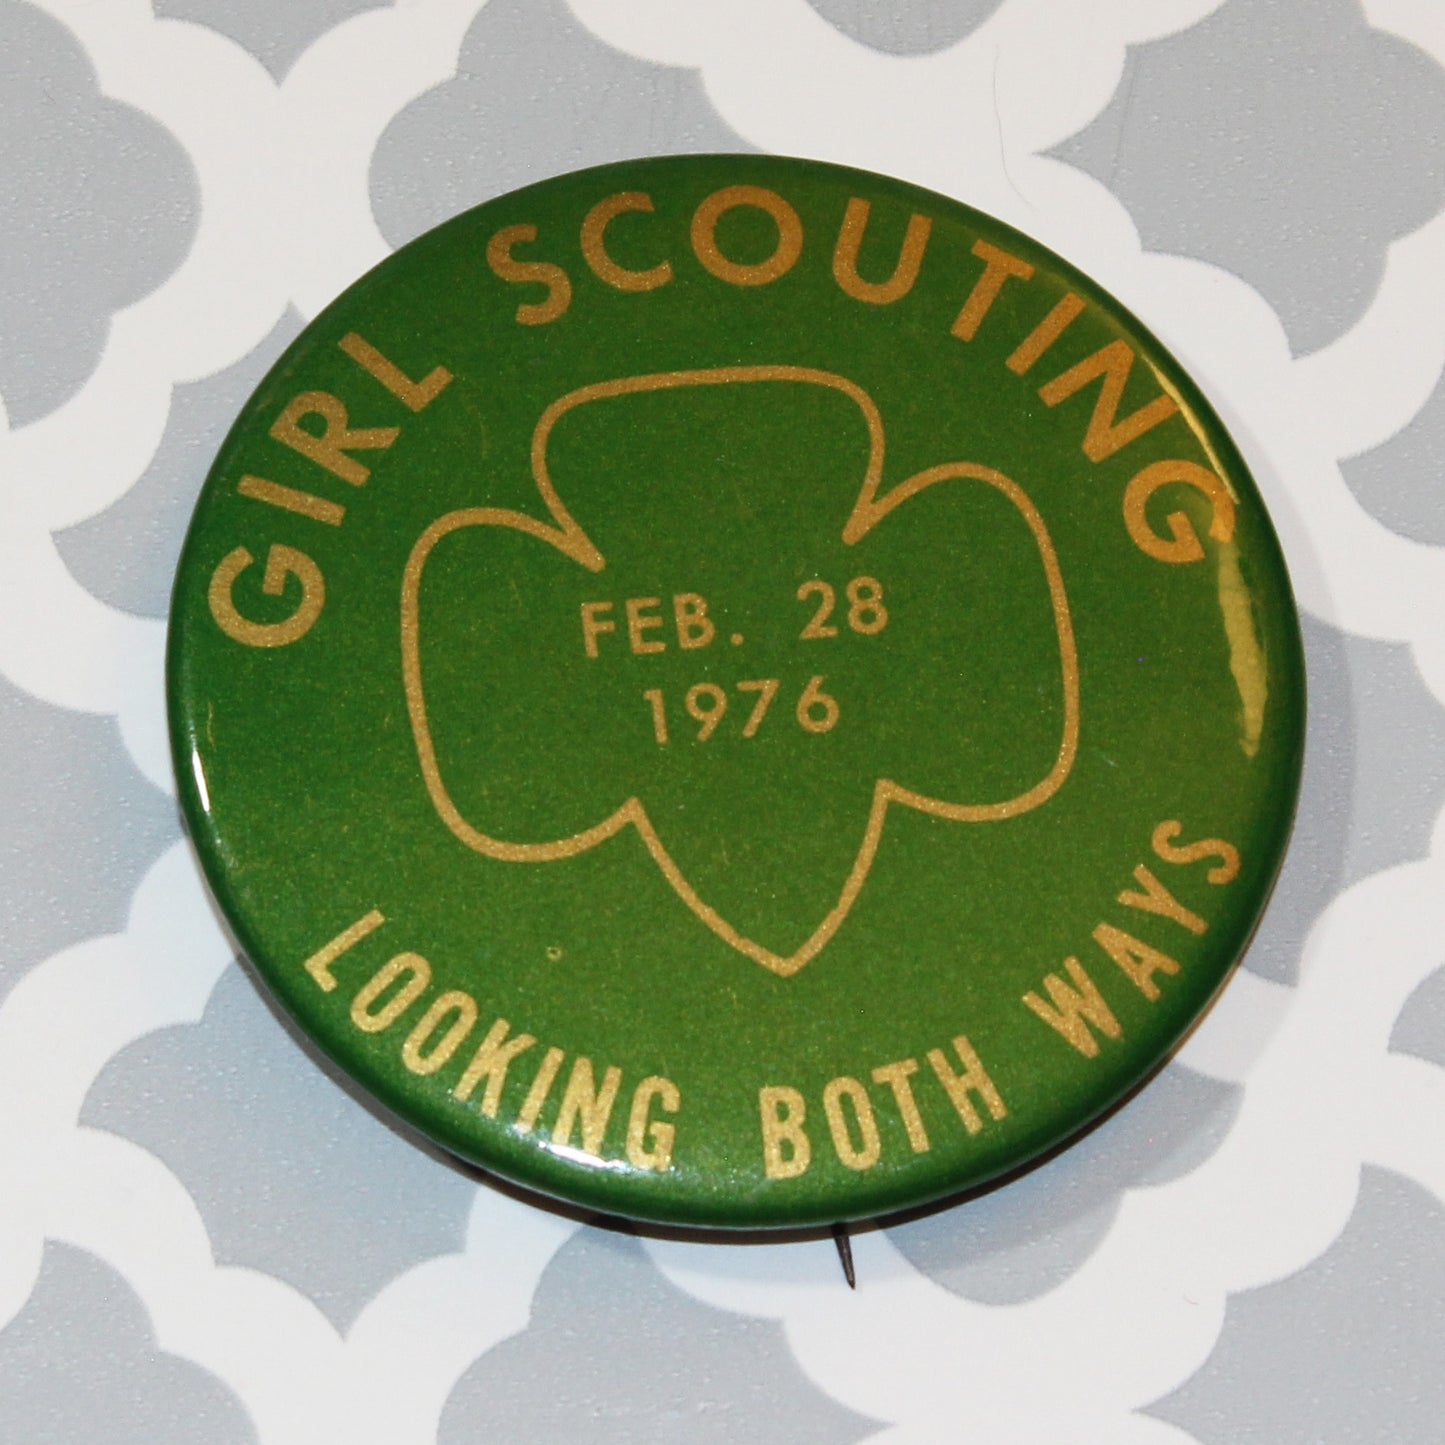 GIRL SCOUTING
FEB. 28
1976
LOOKING BOTH WAYS